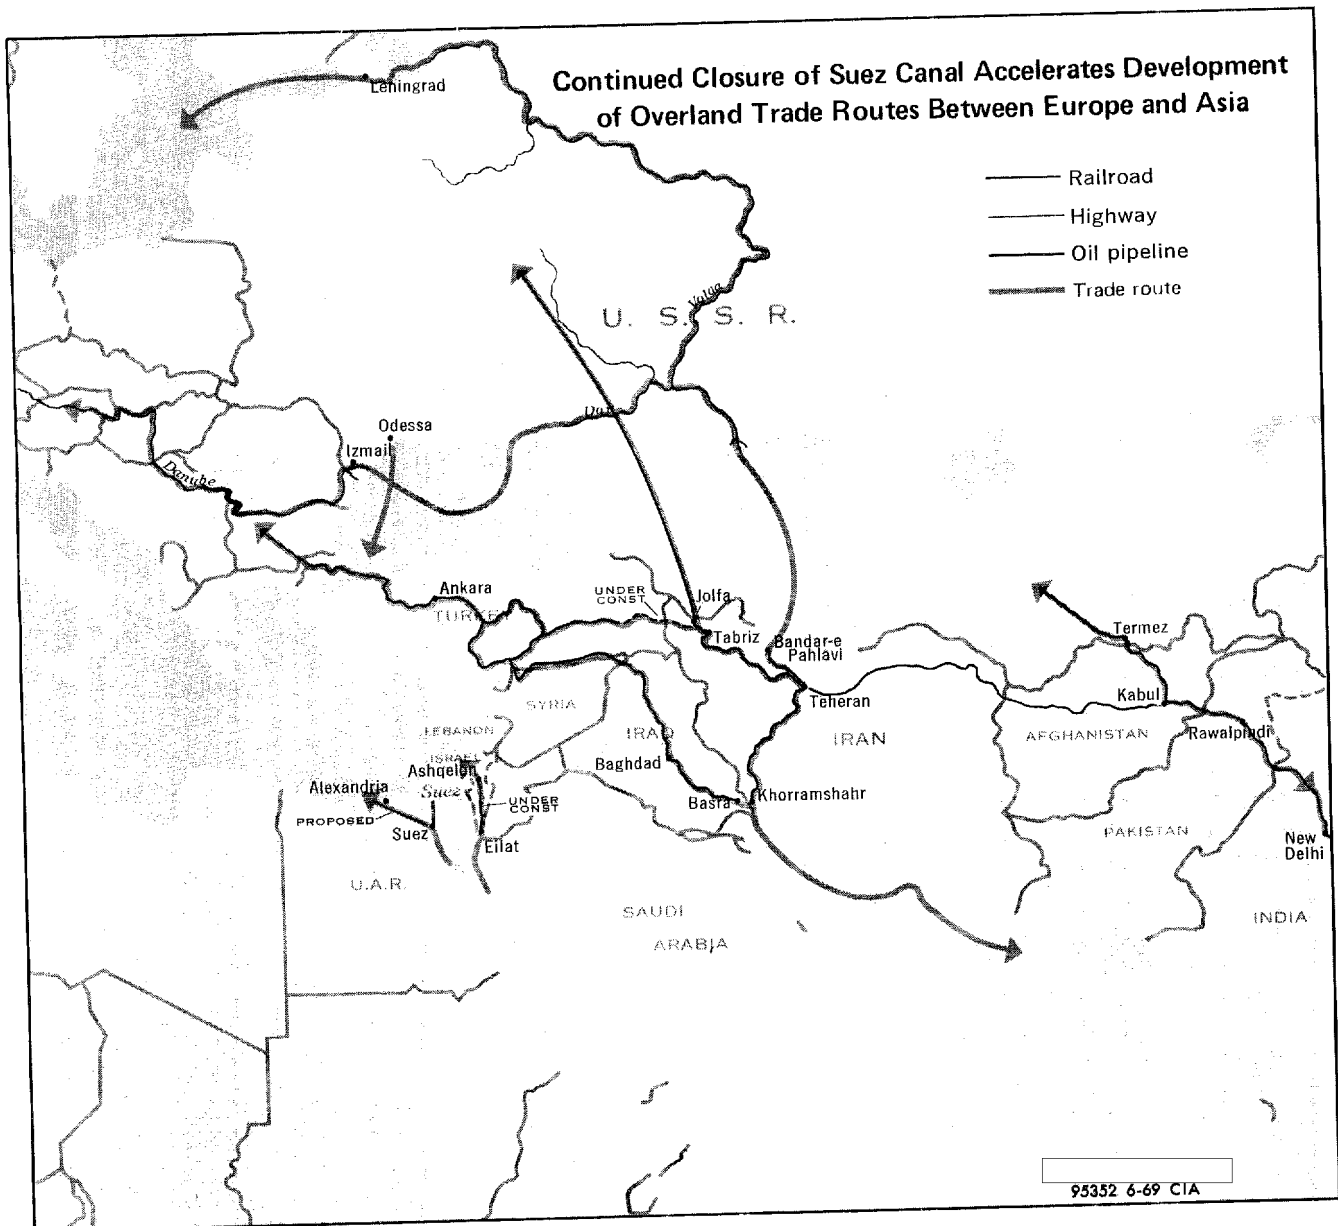 Continued Closure of Suez Canal Accelerates Development
of Overland Trade Routes Between Europe and Asia
Railroad
Highway
Oil pipeline
Trade route
Leningrad
Volga
U. S. S. R.
Odessa
Izmail
Danube
Ankara
TURKEY
UNDER
CONST
Jolfa
Tabriz
Bandar-e
Pahlavi
Teheran
Termez
Kabul
Rawalpindi
AFGHANISTAN
SYRIA
LEBANON
ISRAEL
IRAQ
IRAN
Baghdad
Basra
Khorramshahr
Ashqelon
Alexandria
Suez
UNDER
CONST
PROPOSED
Suez
Eilat
PAKISTAN
New
Delhi
U.A.R.
SAUDI
ARABIA
INDIA
95352 6-69 CIA